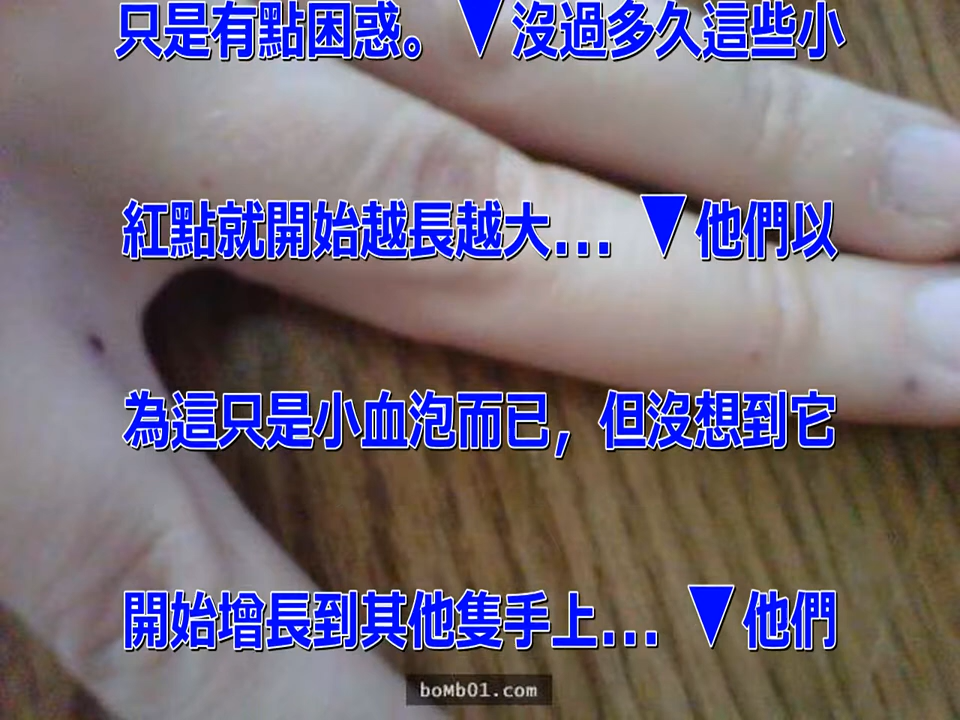 只是有點困惑。 ▼沒過多久這些小
紅點就開始越長越大... ▼他們以
為這只是小血泡而已，但沒想到它
開始增長到其他隻手上... ▼他們
boMb01.com